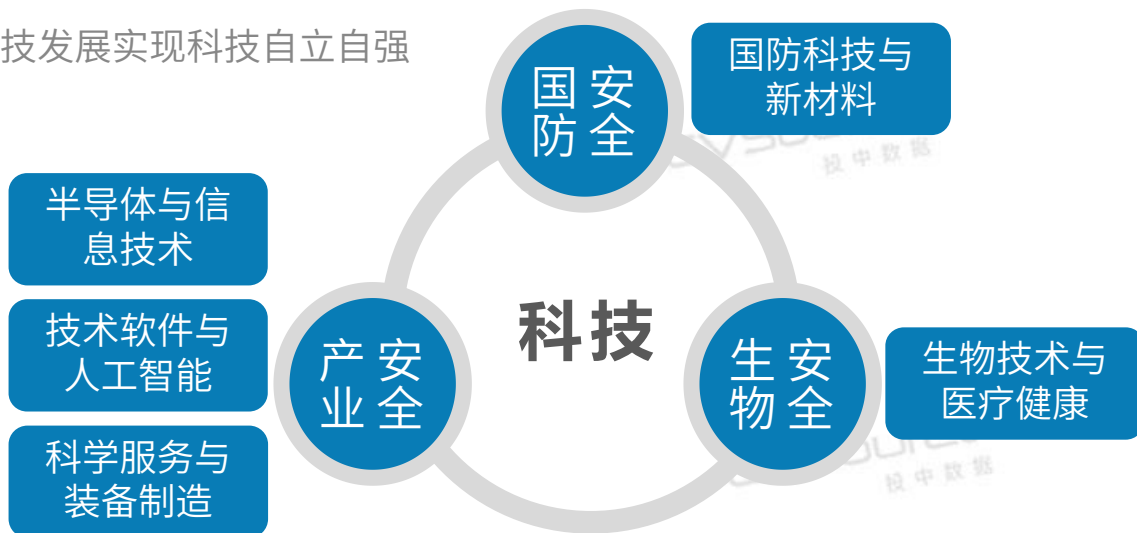 技发展实现科技自立自强
国 安
防 全
国防科技与
新材料
投中数据
半导体与信
息技术
技术软件与
人工智能
科学服务与
装备制造
产 安
业 全
科技
生 安
物 全
生物技术与
医疗健康
投中数据